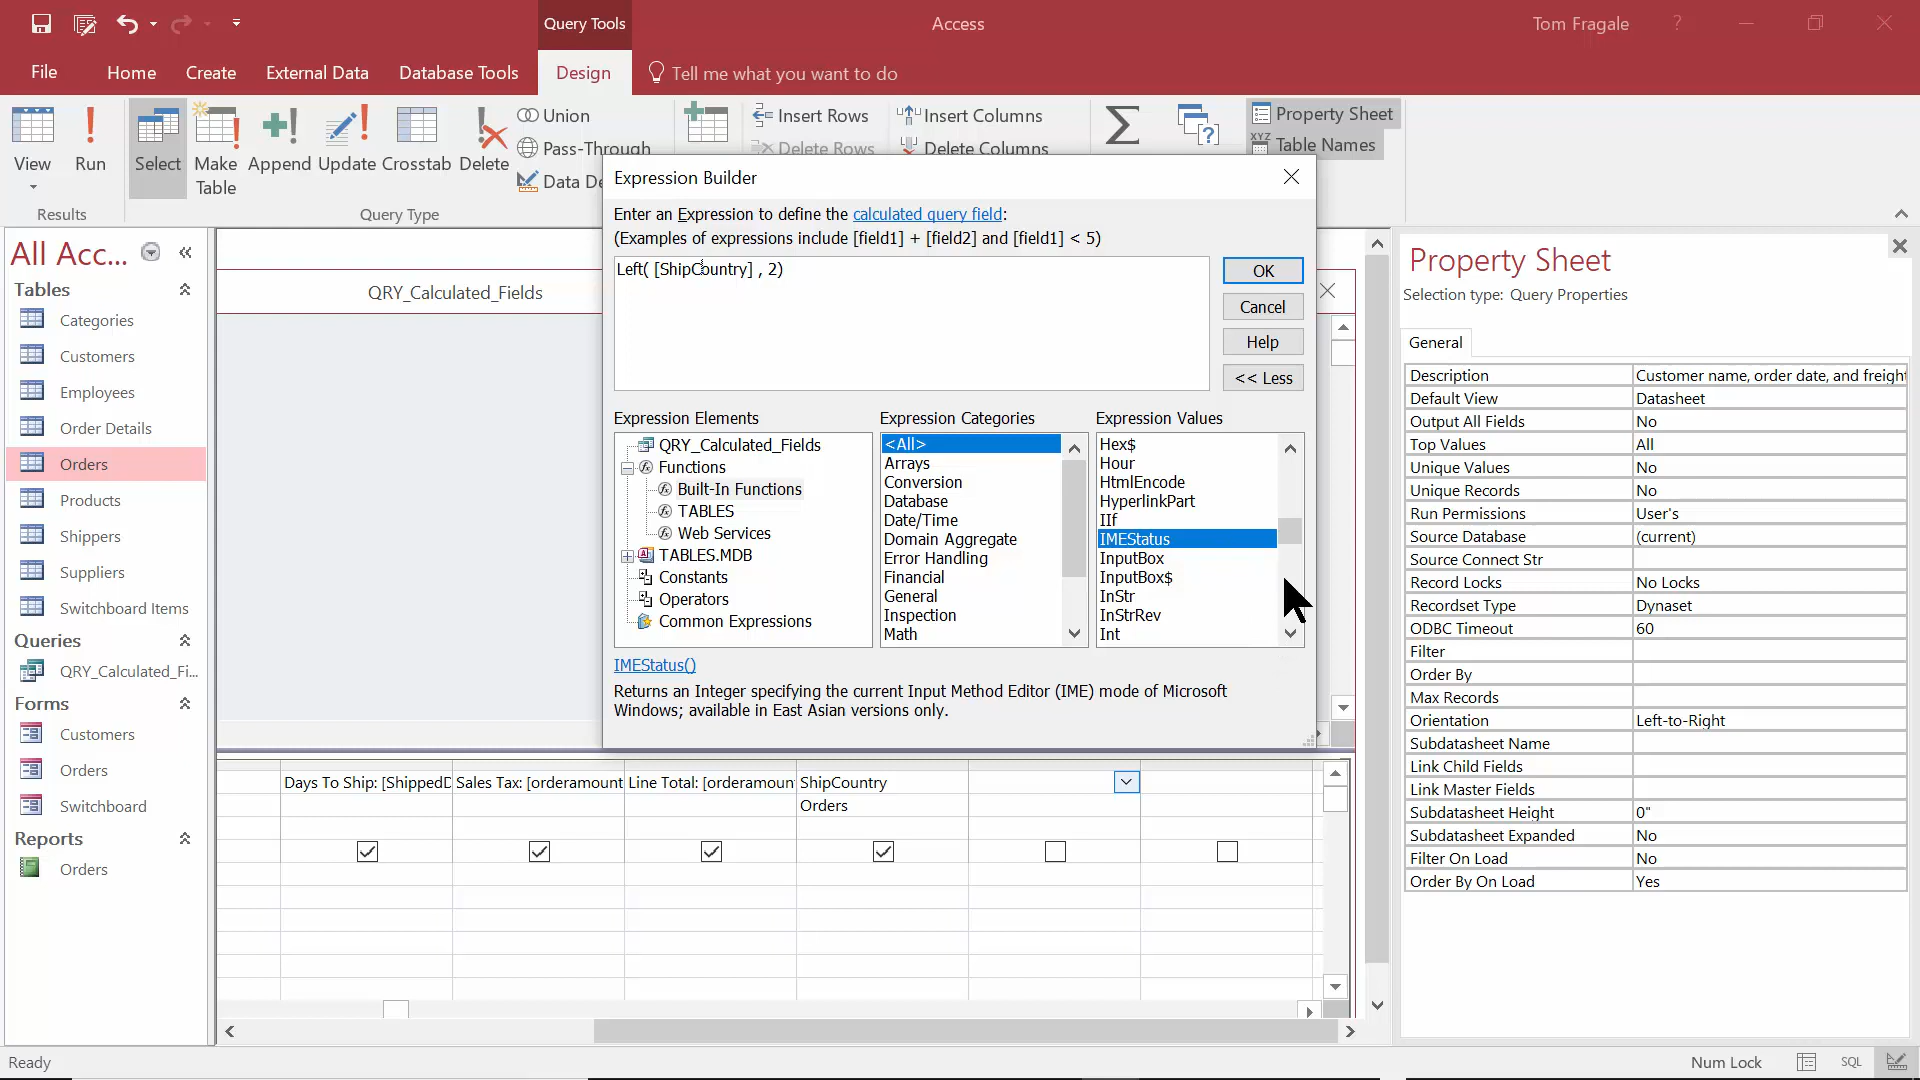 Query Tools
Access
Tom Fragale
?
File
Home
Create
External Data
Database Tools
Design
Tell me what you want to do
View
Run
Select
Make
Table
Append
Update
Crosstab
Delete
Union
Pass-Through
Data De
Insert Rows
Delete Rows
Insert Columns
Delete Columns
Property Sheet
XYZ Table Names
Results
Query Type
All Acc...
Tables
Categories
Customers
Employees
Order Details
Orders
Products
Shippers
Suppliers
Switchboard Items
Queries
QRY_Calculated_Fi...
Forms
Customers
Orders
Switchboard
Reports
Orders
QRY_Calculated_Fields
Expression Builder
Enter an Expression to define the calculated query field:
(Examples of expressions include [field1] + [field2] and [field1] < 5)
Left( [ShipCountry] , 2)
OK
Cancel
Help
<< Less
Expression Elements
QRY_Calculated_Fields
Functions
Built-In Functions
TABLES
Web Services
TABLES.MDB
Constants
Operators
Common Expressions
Expression Categories
<All>
Arrays
Conversion
Database
Date/Time
Domain Aggregate
Error Handling
Financial
General
Inspection
Math
Expression Values
Hex$
Hour
HtmlEncode
HyperlinkPart
IIf
IMEStatus
InputBox
InputBox$
InStr
InStrRev
Int
IMEStatus()
Returns an Integer specifying the current Input Method Editor (IME) mode of Microsoft
Windows; available in East Asian versions only.
Days To Ship: [ShippedD
Sales Tax: [orderamount
Line Total: [orderamoun
ShipCountry
Orders
Property Sheet
Selection type: Query Properties
General
Description Customer name, order date, and freight
Default View Datasheet
Output All Fields No
Top Values All
Unique Values No
Unique Records No
Run Permissions User's
Source Database (current)
Source Connect Str
Record Locks No Locks
Recordset Type Dynaset
ODBC Timeout 60
Filter
Order By
Max Records
Orientation Left-to-Right
Subdatasheet Name
Link Child Fields
Link Master Fields
Subdatasheet Height 0"
Subdatasheet Expanded No
Filter On Load No
Order By On Load Yes
Ready
Num Lock
SQL